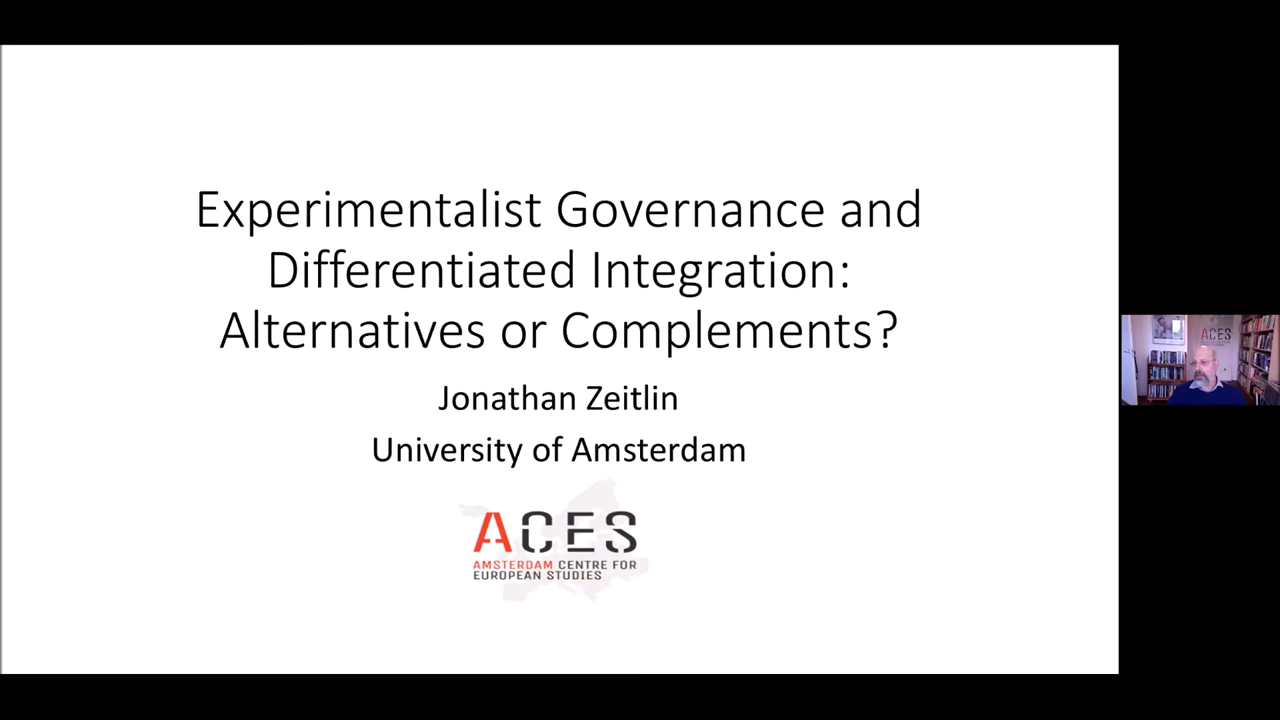 Experimentalist Governance and
Differentiated Integration:
Alternatives or Complements?
Jonathan Zeitlin
University of Amsterdam
ACES
AMSTERDAM CENTRE FOR
EUROPEAN STUDIES
ACES